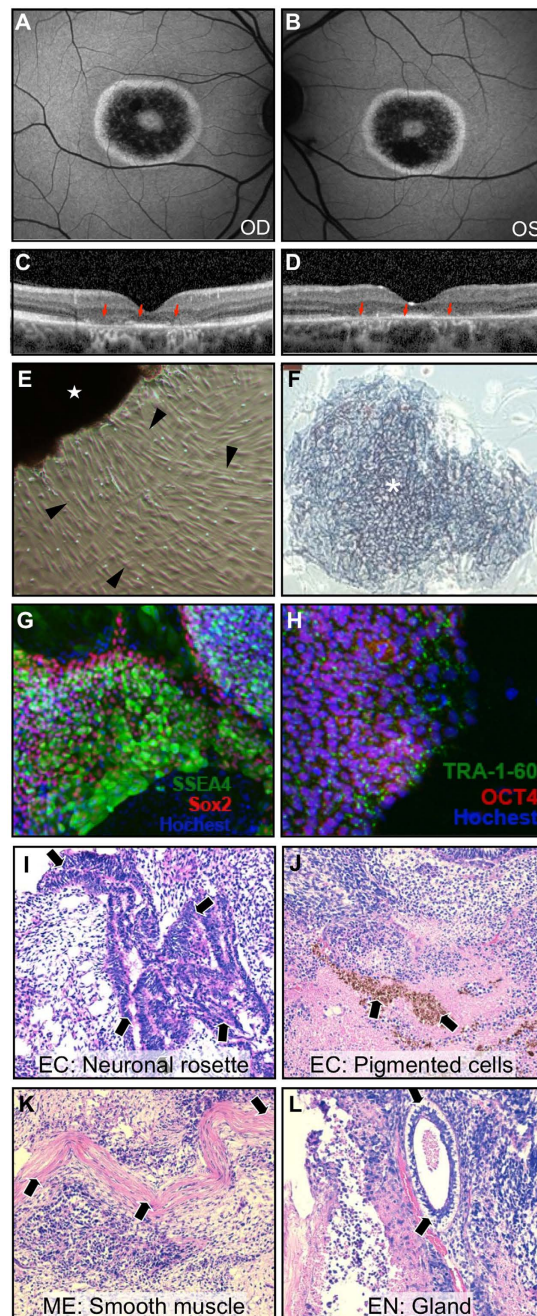 A
B
OD
OS
C
D
E
F
G
H
SSEA4
Sox2
Hochest
TRA-1-60
OCT4
Hochest
I
J
EC: Neuronal rosette
EC: Pigmented cells
K
L
ME: Smooth muscle
EN: Gland